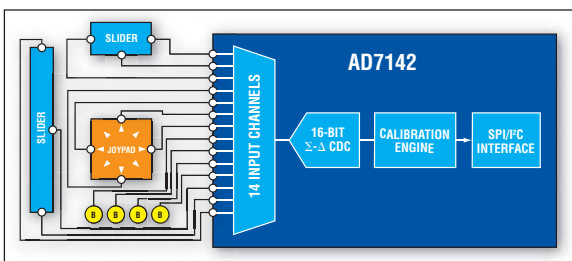 SLIDER
AD7142
SLIDER
JOYPAD
14 INPUT CHANNELS
16-BIT
Σ-Δ CDC
CALIBRATION
ENGINE
SPI/I²C
INTERFACE
B B B B